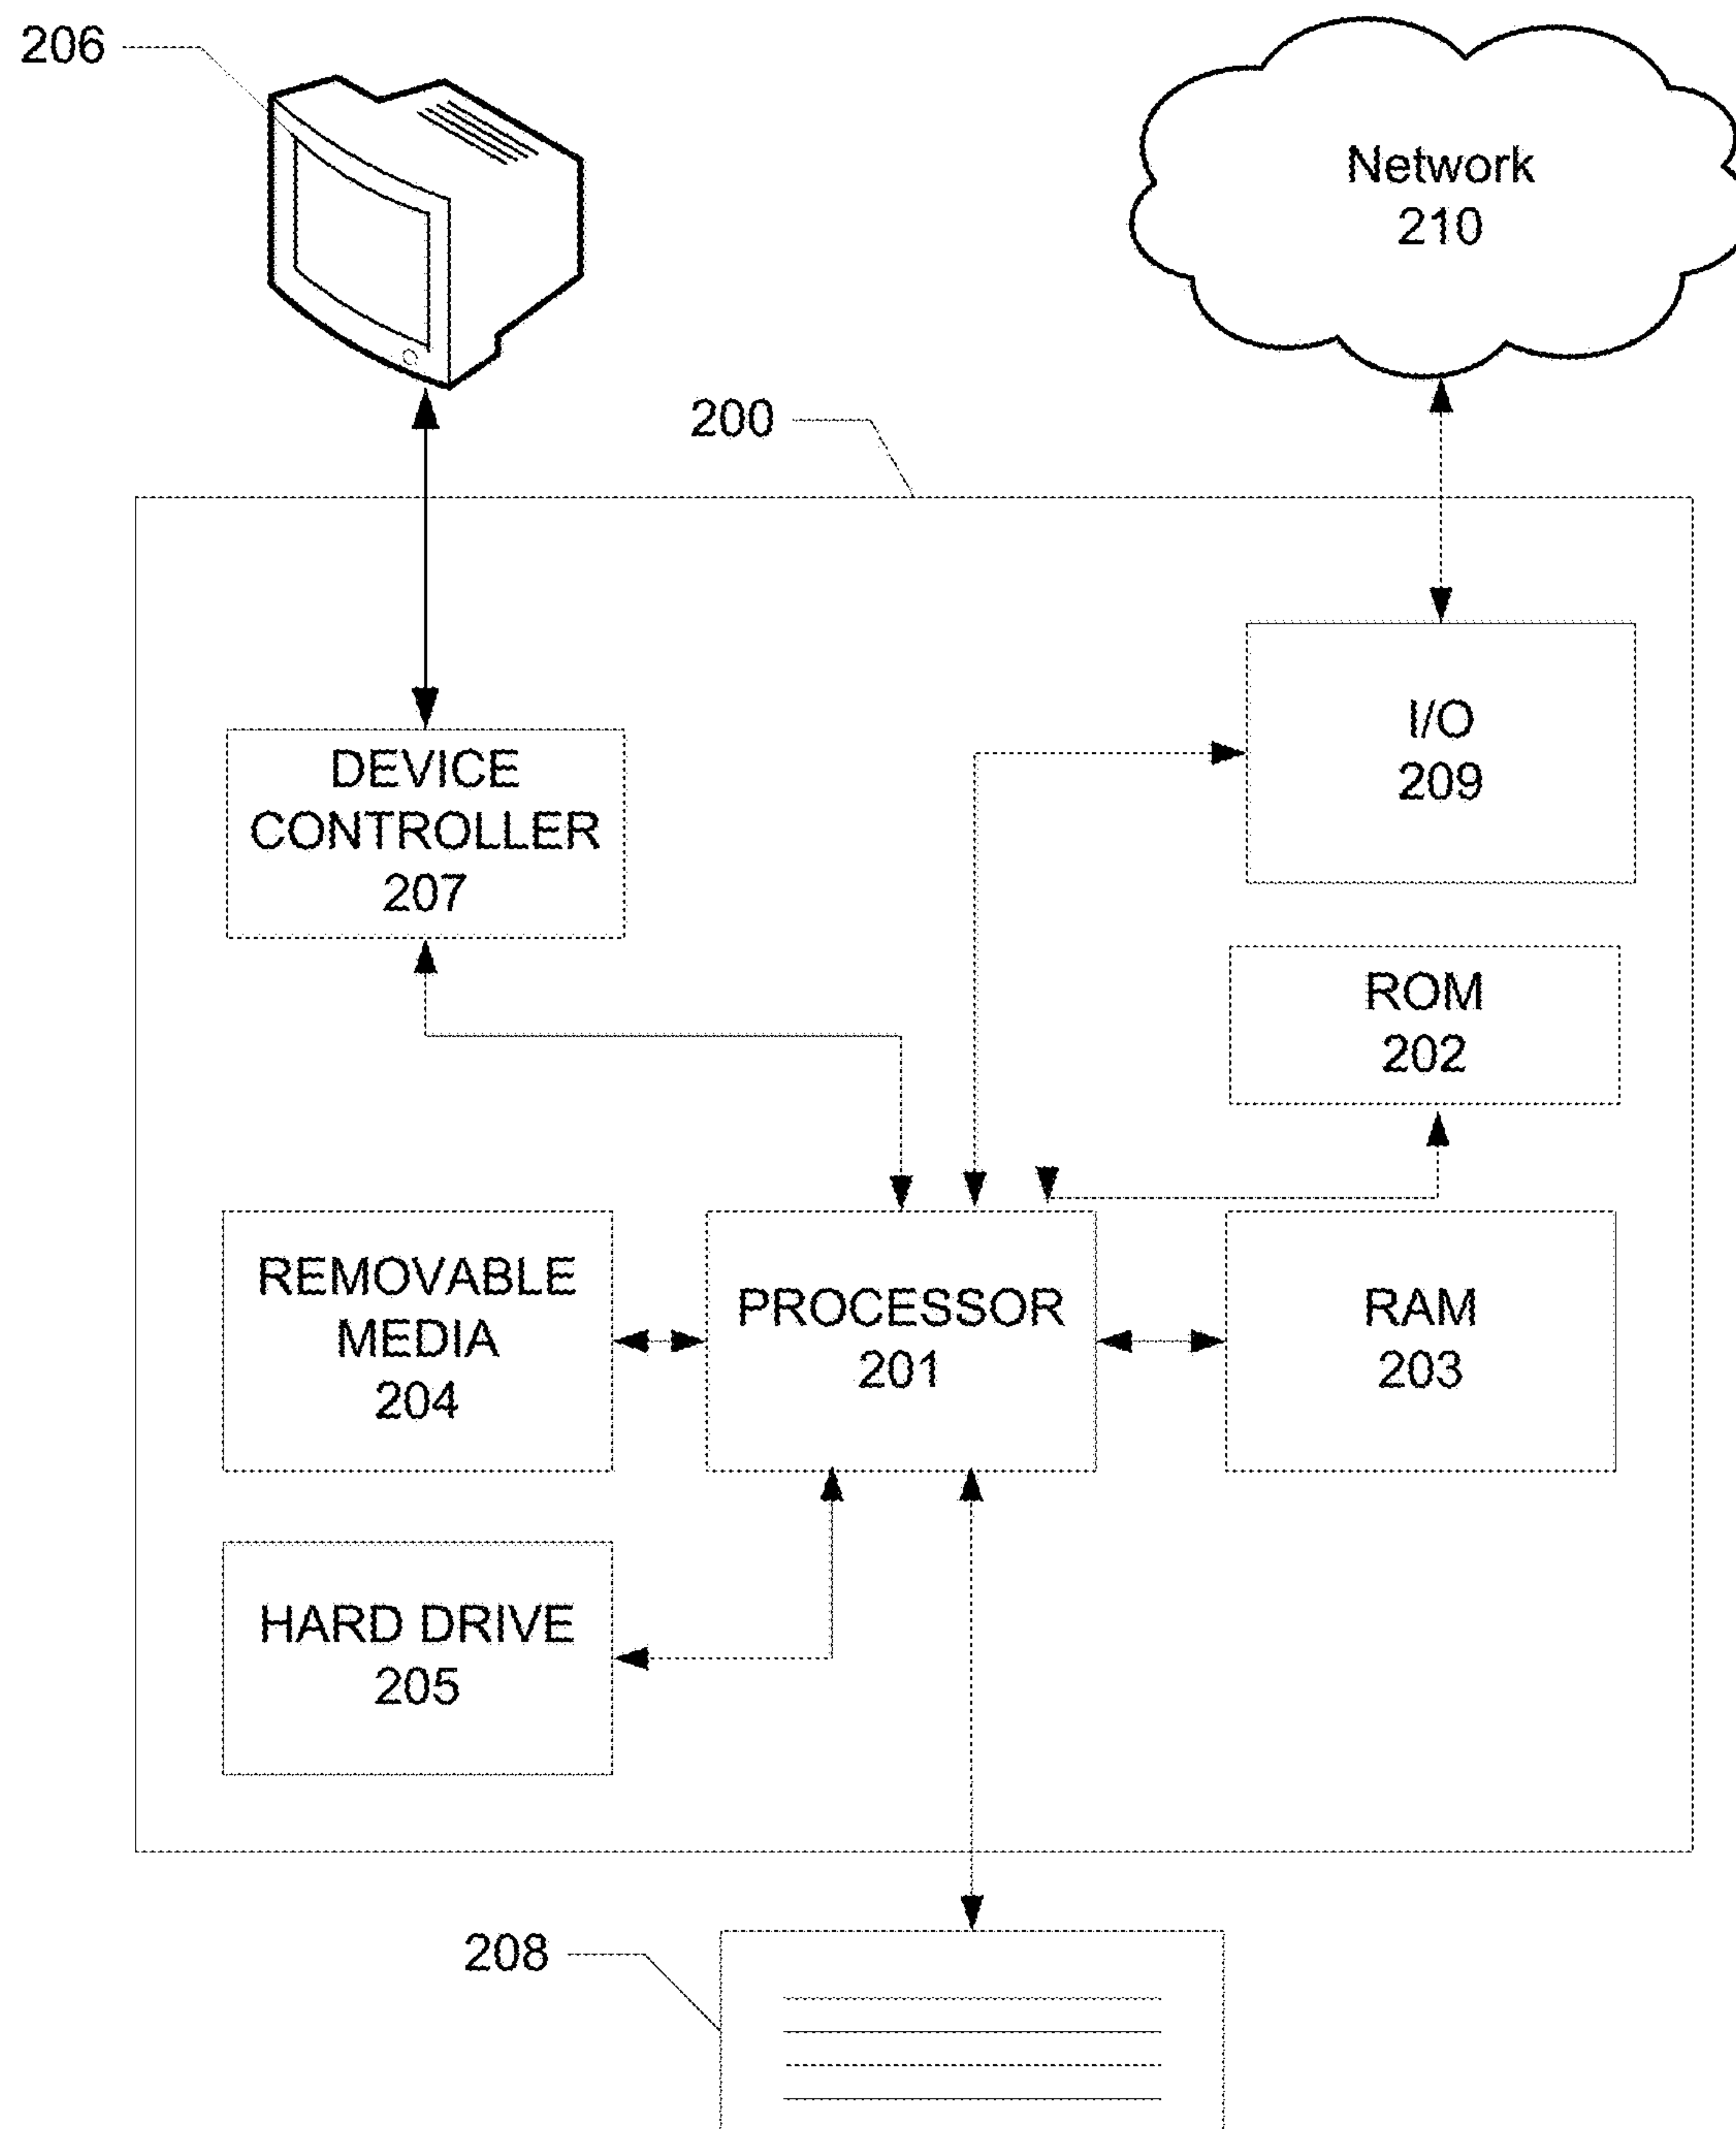 206
Network
210
200
DEVICE
CONTROLLER
207
I/O
209
ROM
202
REMOVABLE
MEDIA
204
PROCESSOR
201
RAM
203
HARD DRIVE
205
208